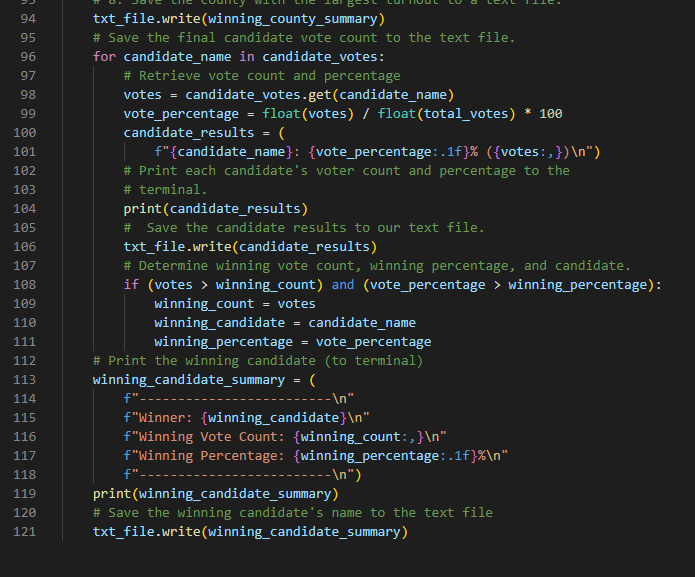 93 # 8. Save the county with the largest turnout to a text file.
94 txt_file.write(winning_county_summary)
95 # Save the final candidate vote count to the text file.
96 for candidate_name in candidate_votes:
97 # Retrieve vote count and percentage
98 votes = candidate_votes.get(candidate_name)
99 vote_percentage = float(votes) / float(total_votes) * 100
100 candidate_results = (
101 f"{candidate_name}: {vote_percentage:.1f}% ({votes:,})\n")
102 # Print each candidate's voter count and percentage to the
103 # terminal.
104 print(candidate_results)
105 #  Save the candidate results to our text file.
106 txt_file.write(candidate_results)
107 # Determine winning vote count, winning percentage, and candidate.
108 if (votes > winning_count) and (vote_percentage > winning_percentage):
109 winning_count = votes
110 winning_candidate = candidate_name
111 winning_percentage = vote_percentage
112 # Print the winning candidate (to terminal)
113 winning_candidate_summary = (
114 f"-------------------------\n"
115 f"Winner: {winning_candidate}\n"
116 f"Winning Vote Count: {winning_count:,}\n"
117 f"Winning Percentage: {winning_percentage:.1f}%\n"
118 f"-------------------------\n")
119 print(winning_candidate_summary)
120 # Save the winning candidate's name to the text file
121 txt_file.write(winning_candidate_summary)